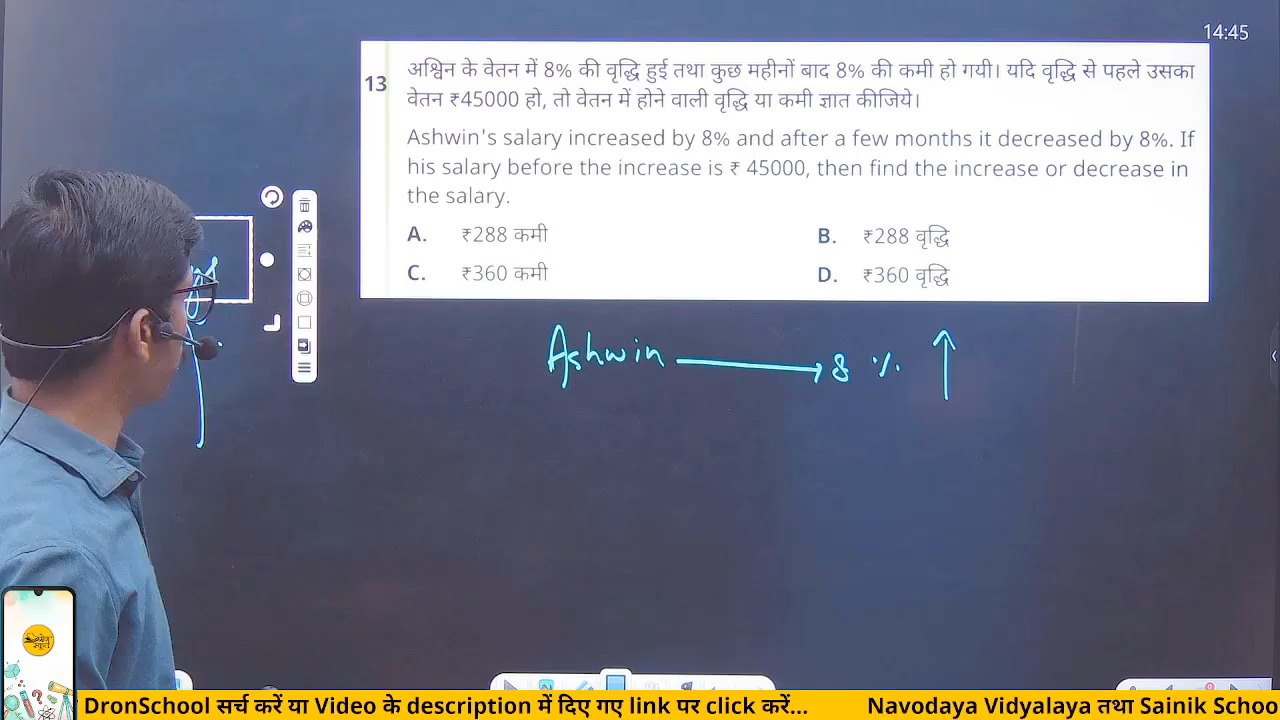 14:45
13
अश्विन के वेतन में 8% की वृद्धि हुई तथा कुछ महीनों बाद 8% की कमी हो गयी। यदि वृद्धि से पहले उसका
वेतन ₹45000 हो, तो वेतन में होने वाली वृद्धि या कमी ज्ञात कीजिये।
Ashwin's salary increased by 8% and after a few months it decreased by 8%. If
his salary before the increase is ₹ 45000, then find the increase or decrease in
the salary.
A. ₹288 कमी
B. ₹288 वृद्धि
C. ₹360 कमी
D. ₹360 वृद्धि
Ashwin → 8 % ↑
DronSchool सर्च करें या Video के description में दिए गए link पर click करें...
Navodaya Vidyalaya तथा Sainik Schoo